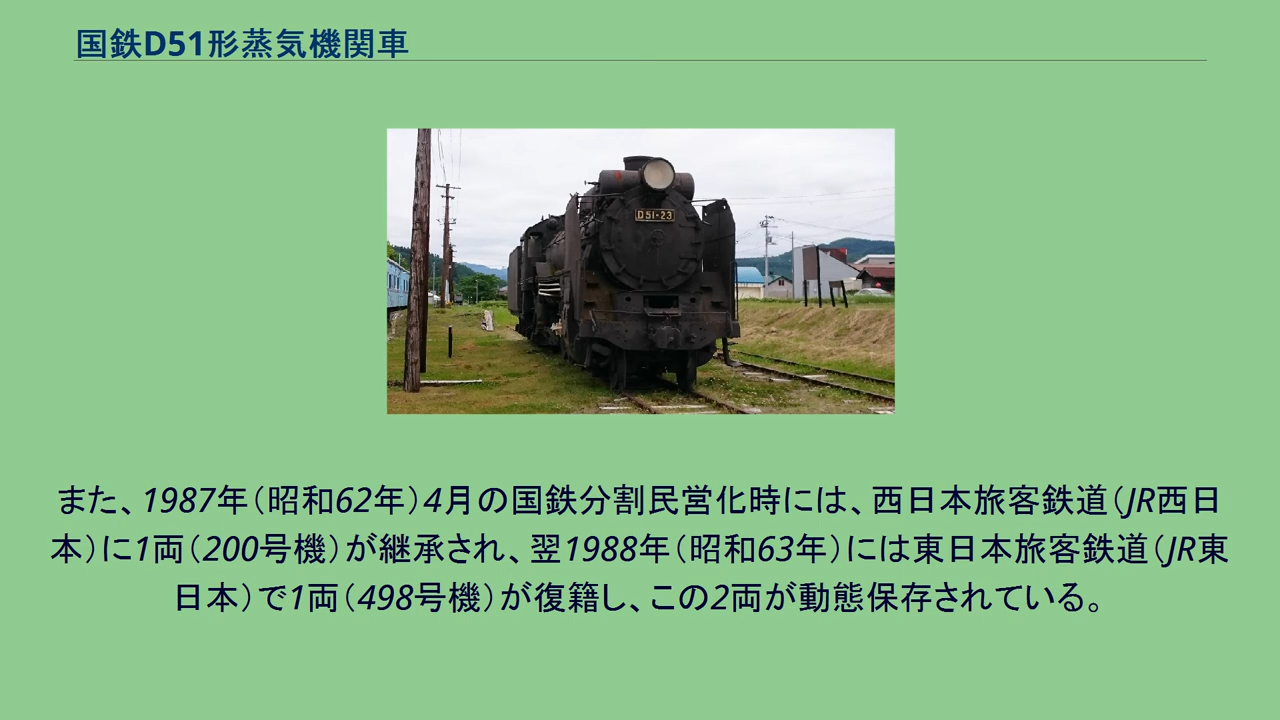 国鉄D51形蒸気機関車
D51-23
また、1987年（昭和62年）4月の国鉄分割民営化時には、西日本旅客鉄道（JR西日
本）に1両（200号機）が継承され、翌1988年（昭和63年）には東日本旅客鉄道（JR東
日本）で1両（498号機）が復籍し、この2両が動態保存されている。